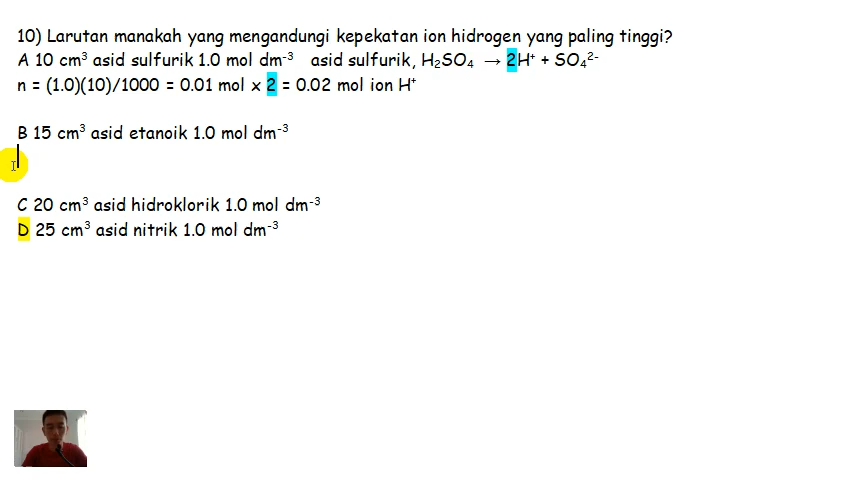 10) Larutan manakah yang mengandungi kepekatan ion hidrogen yang paling tinggi?
A 10 cm³ asid sulfurik 1.0 mol dm⁻³ asid sulfurik, H₂SO₄ → 2H⁺ + SO₄²⁻
n = (1.0)(10)/1000 = 0.01 mol x 2 = 0.02 mol ion H⁺
B 15 cm³ asid etanoik 1.0 mol dm⁻³
C 20 cm³ asid hidroklorik 1.0 mol dm⁻³
D 25 cm³ asid nitrik 1.0 mol dm⁻³